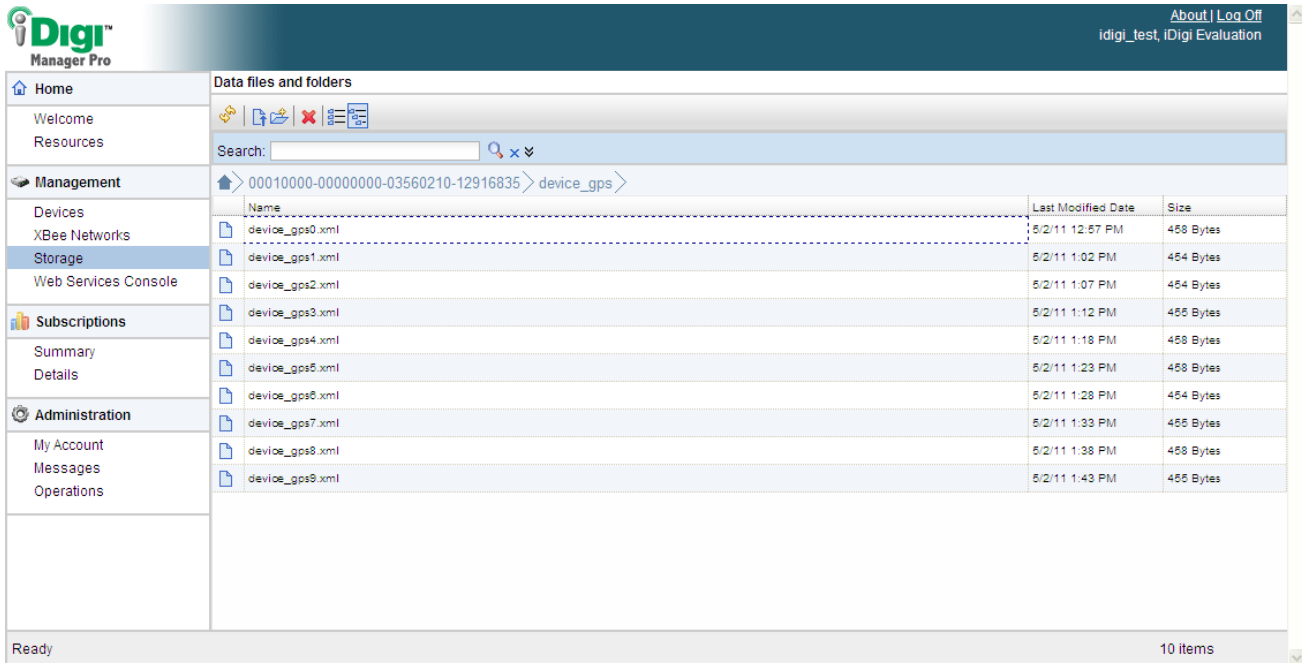 iDigi™
Manager Pro
About | Log Off
idigi_test, iDigi Evaluation
Home
Welcome
Resources
Management
Devices
XBee Networks
Storage
Web Services Console
Subscriptions
Summary
Details
Administration
My Account
Messages
Operations
Data files and folders
Search:
00010000-00000000-03560210-12916835 device_gps
Name Last Modified Date Size
device_gps0.xml 5/2/11 12:57 PM 458 Bytes
device_gps1.xml 5/2/11 1:02 PM 454 Bytes
device_gps2.xml 5/2/11 1:07 PM 454 Bytes
device_gps3.xml 5/2/11 1:12 PM 455 Bytes
device_gps4.xml 5/2/11 1:18 PM 458 Bytes
device_gps5.xml 5/2/11 1:23 PM 458 Bytes
device_gps6.xml 5/2/11 1:28 PM 454 Bytes
device_gps7.xml 5/2/11 1:33 PM 455 Bytes
device_gps8.xml 5/2/11 1:38 PM 458 Bytes
device_gps9.xml 5/2/11 1:43 PM 455 Bytes
Ready 10 items